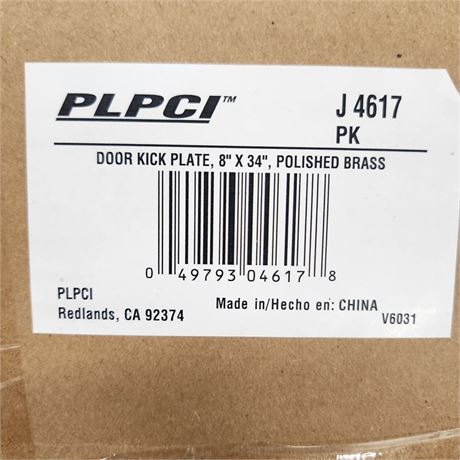 PLPCI™ J 4617
PK
DOOR KICK PLATE, 8" X 34", POLISHED BRASS
0 49793 04617 8
PLPCI
Redlands, CA 92374
Made in/Hecho en: CHINA
V6031